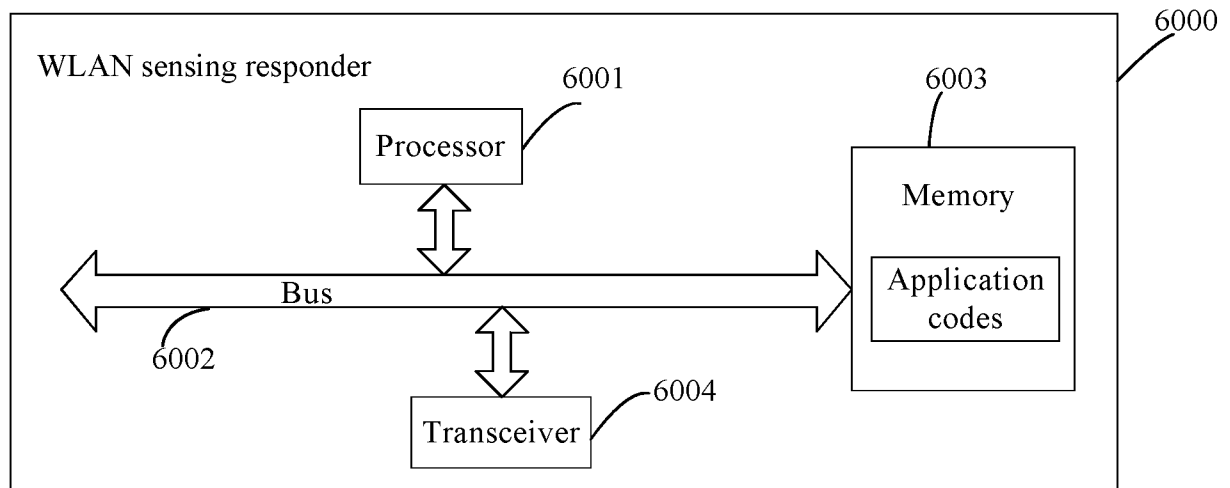 6000
WLAN sensing responder
6001
6003
Processor
Memory
Application
codes
Bus
6002
6004
Transceiver